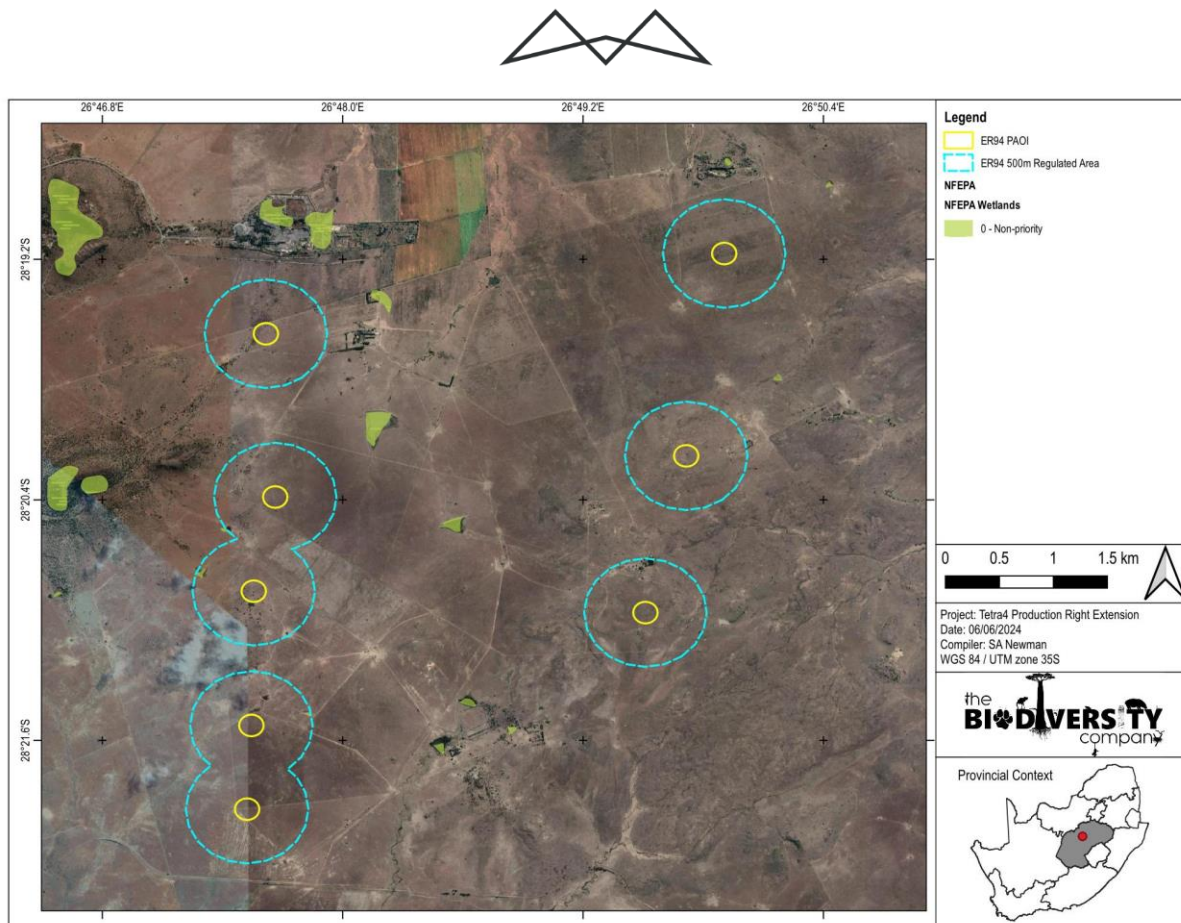 26°46.8'E 26°48.0'E 26°49.2'E 26°50.4'E
28°19.2'S
28°20.4'S
28°21.6'S
Legend
ER94 PAOI
ER94 500m Regulated Area
NFEPA
NFEPA Wetlands
0 - Non-priority
0 0.5 1 1.5 km
Project: Tetra4 Production Right Extension
Date: 06/06/2024
Compiler: SA Newman
WGS 84 / UTM zone 35S
the
BIODIVERSITY
company
Provincial Context